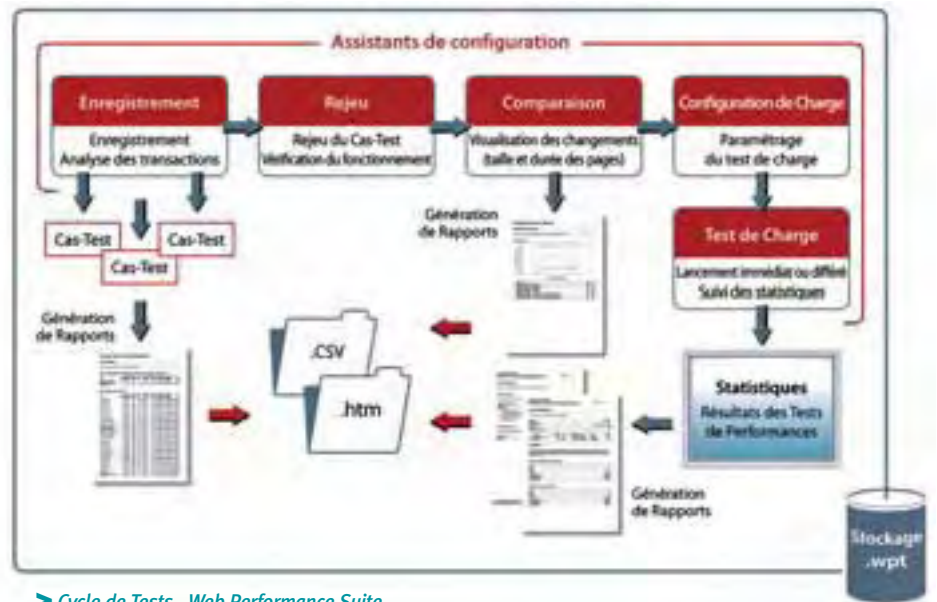 Assistants de configuration
Enregistrement
Enregistrement
Analyse des transactions
Rejeu
Rejeu du Cas-Test
Vérification du fonctionnement
Comparaison
Visualisation des changements
(taille et durée des pages)
Configuration de Charge
Paramétrage
du test de charge
Cas-Test
Cas-Test
Cas-Test
Génération
de Rapports
Test de Charge
Lancement immédiat ou différé
Suivi des statistiques
Génération
de Rapports
.CSV
.htm
Statistiques
Résultats des Tests
de Performances
Génération
de Rapports
Stockage
.wpt
> Cycle de Tests - Web Performance Suite